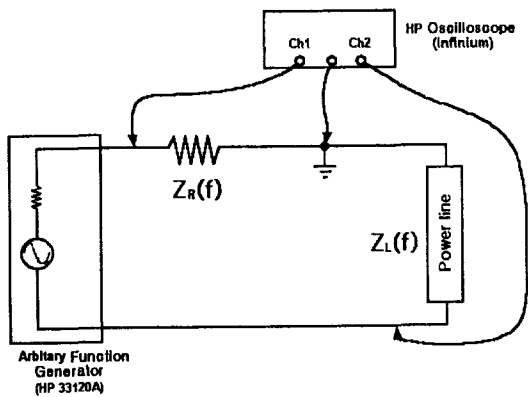 HP Oscilloscope
(Infinium)
Ch1
Ch2
ZR(f)
ZL(f)
Power line
Arbitary Function
Generator
(HP 33120A)